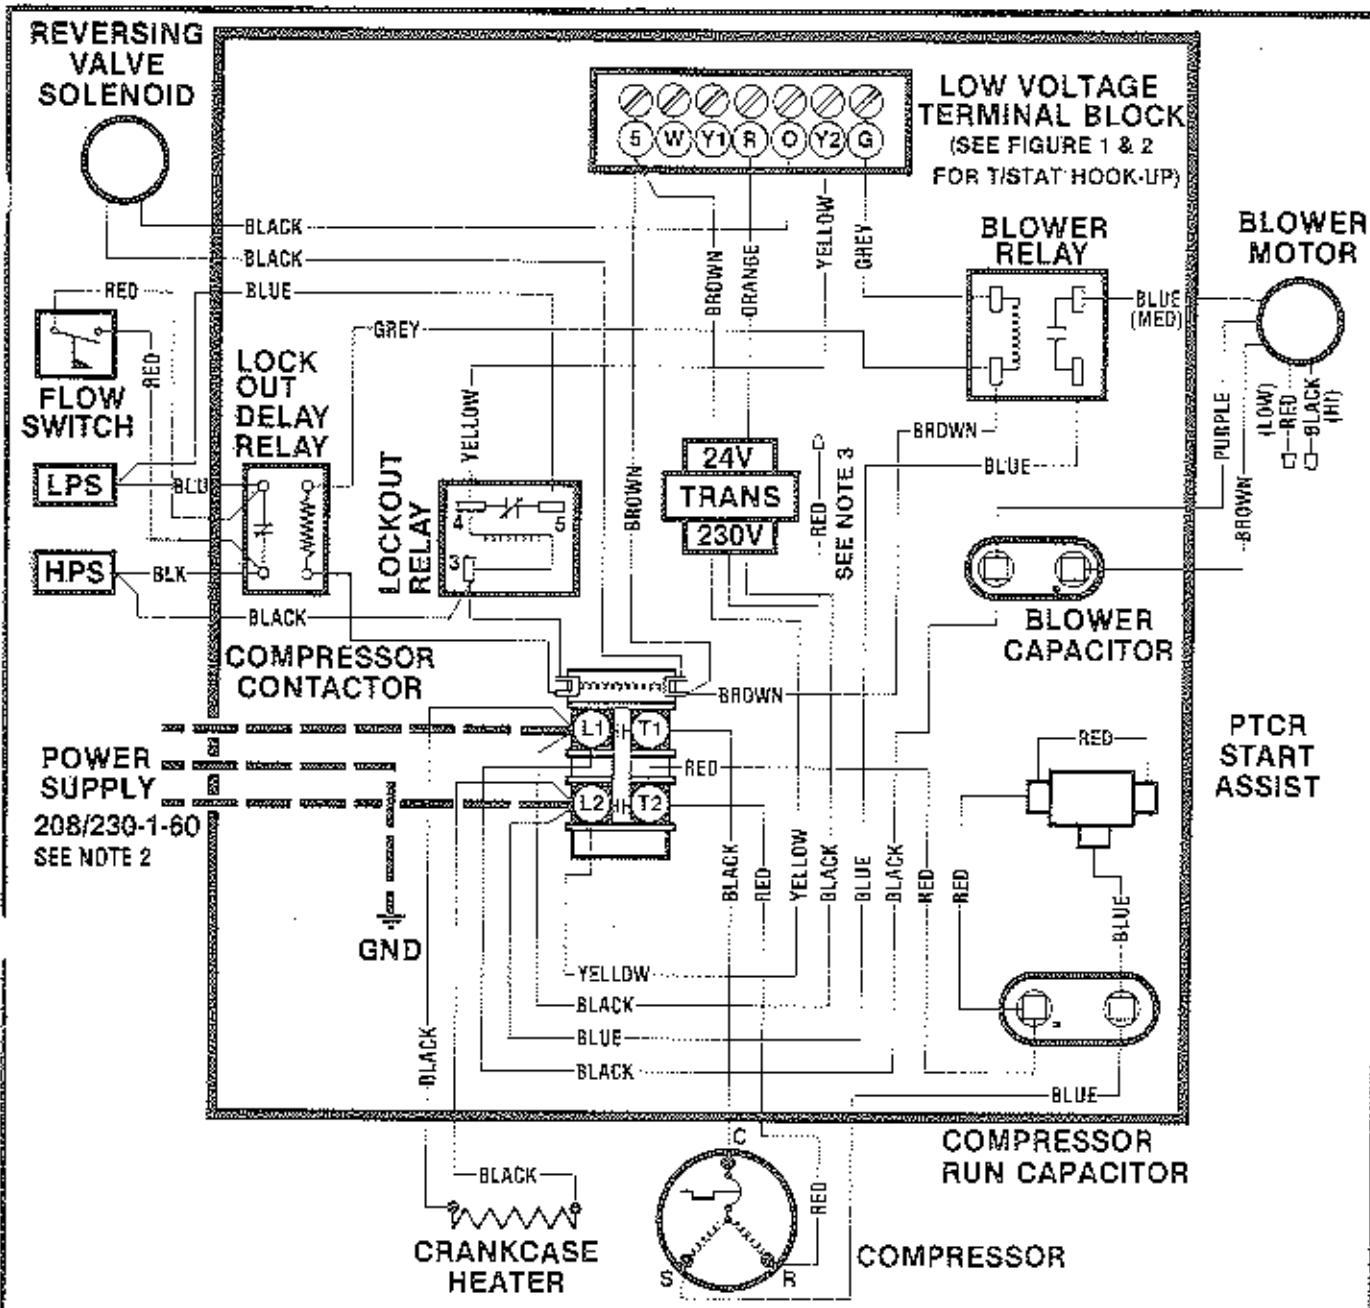 REVERSING
VALVE
SOLENOID
LOW VOLTAGE
TERMINAL BLOCK
(SEE FIGURE 1 & 2
FOR T/STAT HOOK-UP)
5 W Y1 R O Y2 G
BLACK
BLACK
RED
BLUE
GREY
BROWN
ORANGE
YELLOW
GREY
BLOWER
RELAY
BLOWER
MOTOR
BLUE
(MED)
FLOW
SWITCH
RED
LOCK
OUT
DELAY
RELAY
YELLOW
BROWN
BLUE
PURPLE
(LOW)
RED
BLACK
(HI)
BROWN
LPS
BLU
HPS
BLK
BLACK
LOCKOUT
RELAY
4
5
3
BROWN
24V
TRANS
230V
RED
SEE NOTE 3
BLOWER
CAPACITOR
COMPRESSOR
CONTACTOR
BROWN
L1
T1
L2
T2
RED
POWER
SUPPLY
208/230-1-60
SEE NOTE 2
GND
PTCR
START
ASSIST
RED
BLACK
RED
YELLOW
BLACK
BLUE
BLACK
RED
RED
BLUE
YELLOW
BLACK
BLUE
BLACK
BLACK
BLUE
COMPRESSOR
RUN CAPACITOR
BLACK
CRANKCASE
HEATER
C
S
R
RED
COMPRESSOR